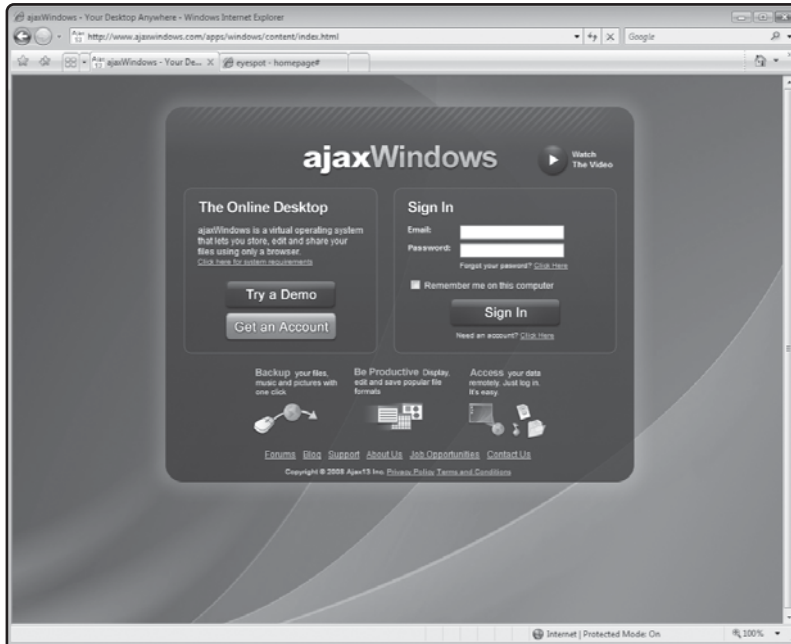 ajaxWindows - Your Desktop Anywhere - Windows Internet Explorer
http://www.ajaxwindows.com/apps/windows/content/index.html
Google
ajaxWindows - Your De... X
eyespot - homepage#
ajaxWindows
Watch
The Video
The Online Desktop
ajaxWindows is a virtual operating system
that lets you store, edit and share your
files using only a browser.
Click here for system requirements
Try a Demo
Get an Account
Sign In
Email:
Password:
Forgot your pasword? Click Here
Remember me on this computer
Sign In
Need an account? Click Here
Backup your files,
music and pictures with
one click
Be Productive Display,
edit and save popular file
formats
Access your data
remotely, Just log in.
It's easy.
Forums Blog Support About Us Job Opportunities Contact Us
Copyright © 2008 Ajax13 Inc. Privacy Policy Terms and Conditions
Internet | Protected Mode: On
100%